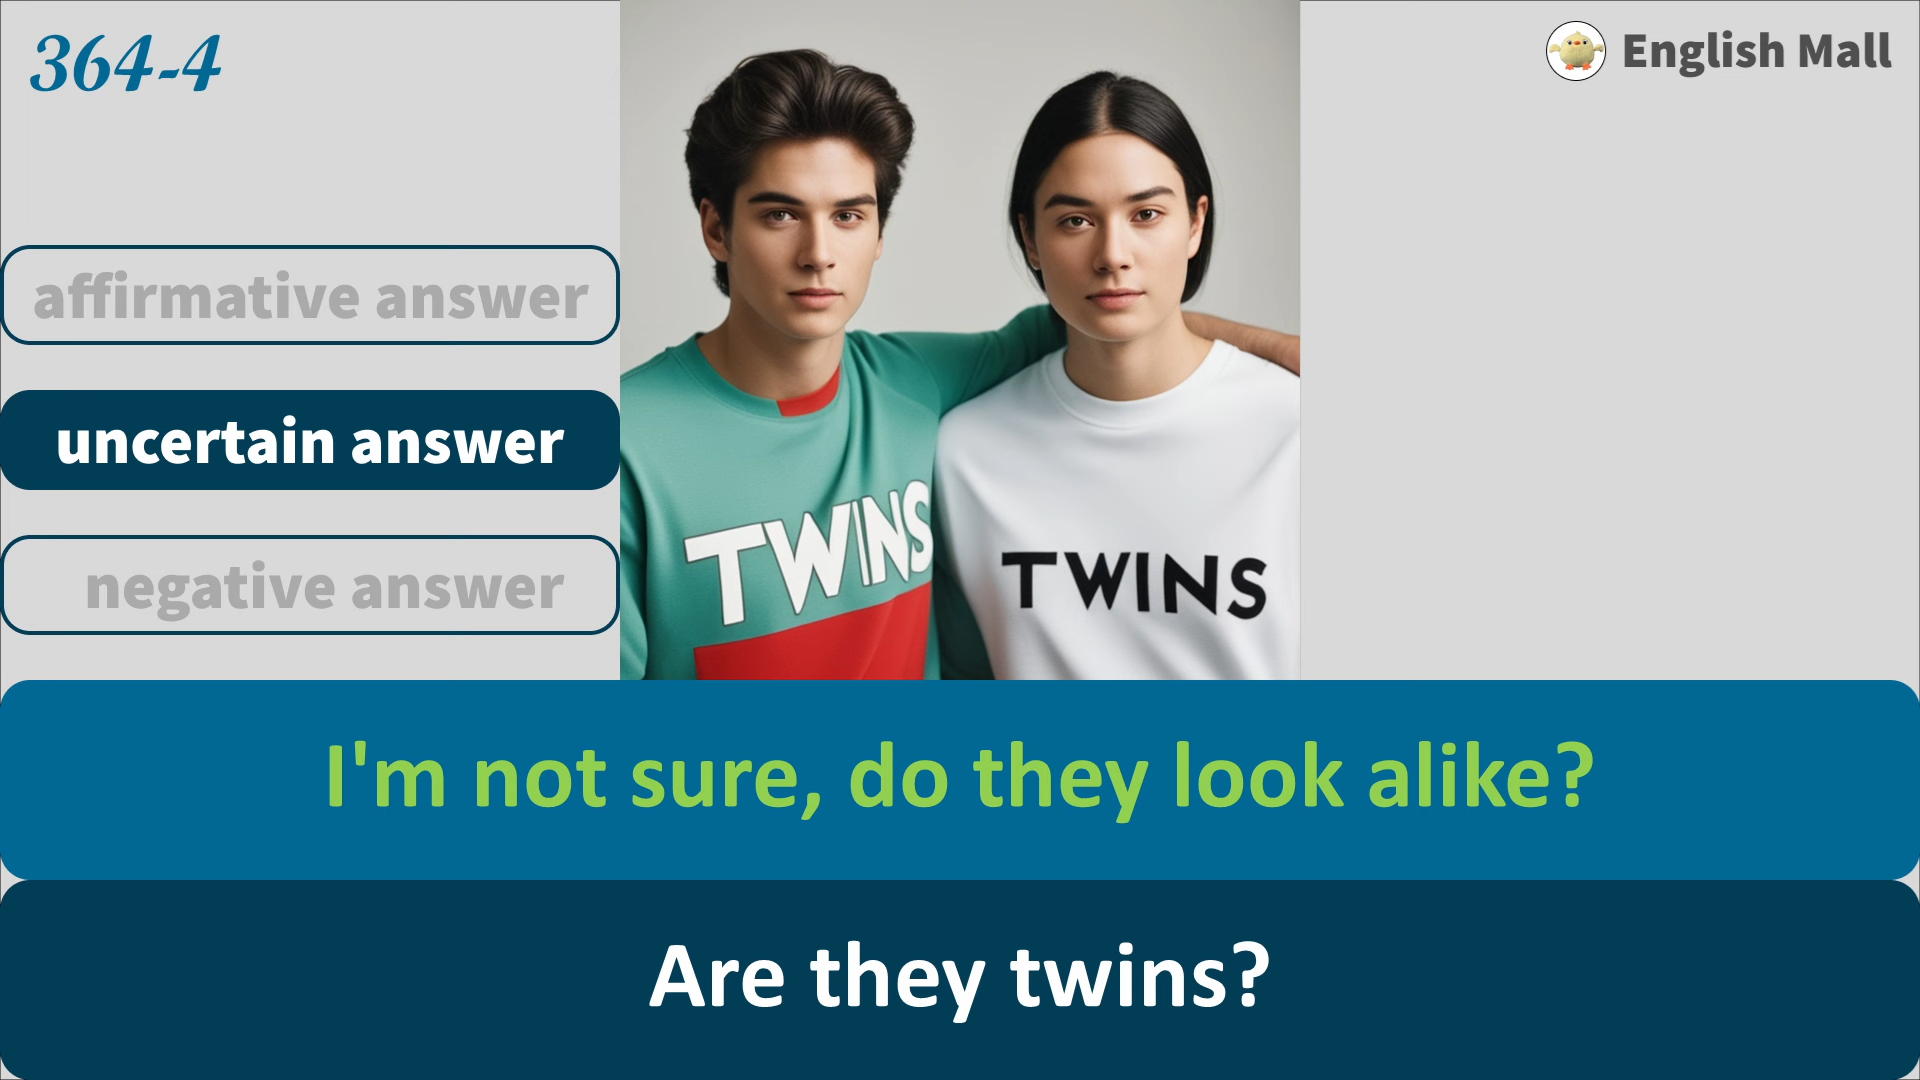 364-4
English Mall
affirmative answer
uncertain answer
negative answer
TWINS
TWINS
I'm not sure, do they look alike?
Are they twins?